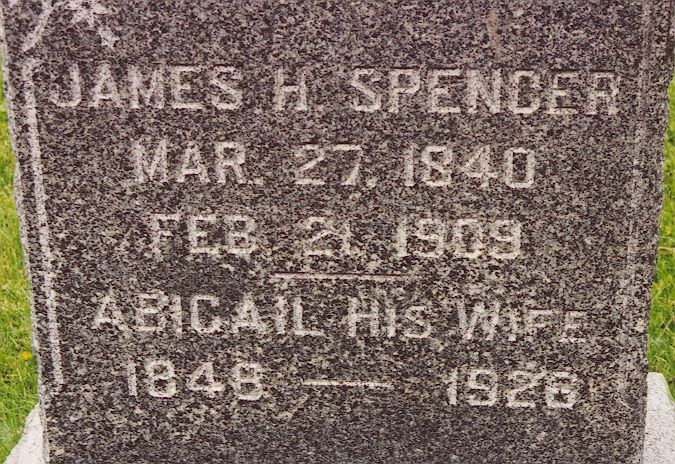 JAMES H. SPENCER
MAR. 27, 1840
FEB. 21, 1909
ABIGAIL HIS WIFE
1848 — 1926